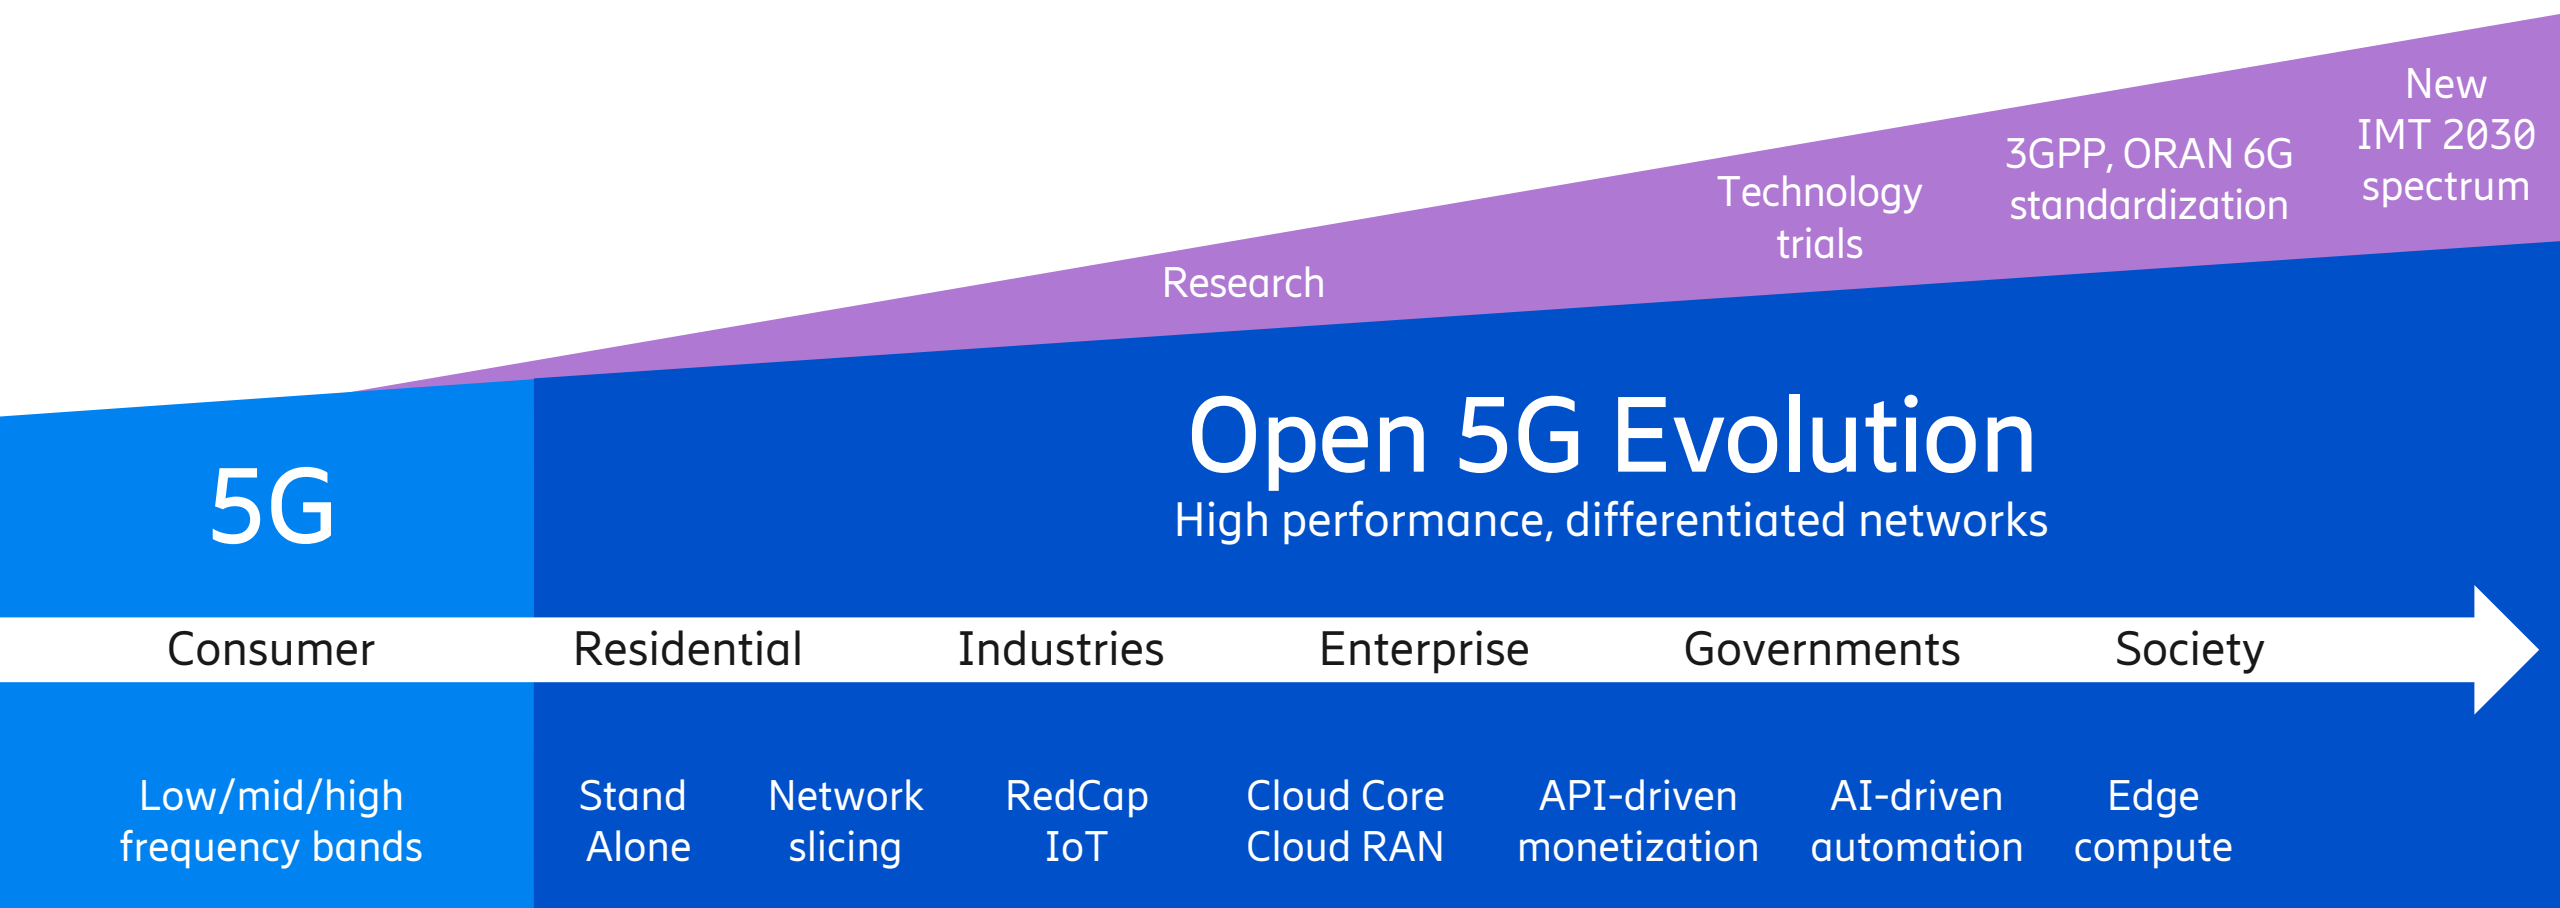 New
IMT 2030
spectrum
3GPP, ORAN 6G
standardization
Technology
trials
Research
5G
Open 5G Evolution
High performance, differentiated networks
Consumer
Residential
Industries
Enterprise
Governments
Society
Low/mid/high
frequency bands
Stand
Alone
Network
slicing
RedCap
IoT
Cloud Core
Cloud RAN
API-driven
monetization
AI-driven
automation
Edge
compute